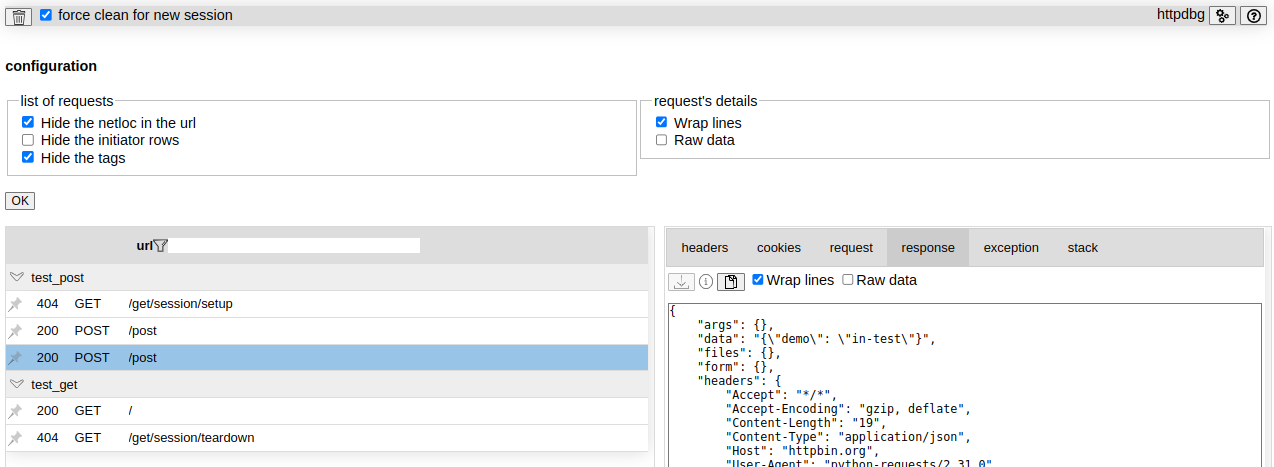 force clean for new session httpdbg
configuration
list of requests
Hide the netloc in the url
Hide the initiator rows
Hide the tags
request's details
Wrap lines
Raw data
OK
url
test_post
404 GET /get/session/setup
200 POST /post
200 POST /post
test_get
200 GET /
404 GET /get/session/teardown
headers cookies request response exception stack
Wrap lines Raw data
{
    "args": {},
    "data": "{\"demo\": \"in-test\"}",
    "files": {},
    "form": {},
    "headers": {
        "Accept": "*/*",
        "Accept-Encoding": "gzip, deflate",
        "Content-Length": "19",
        "Content-Type": "application/json",
        "Host": "httpbin.org",
        "User-Agent": "python-requests/2.31.0"